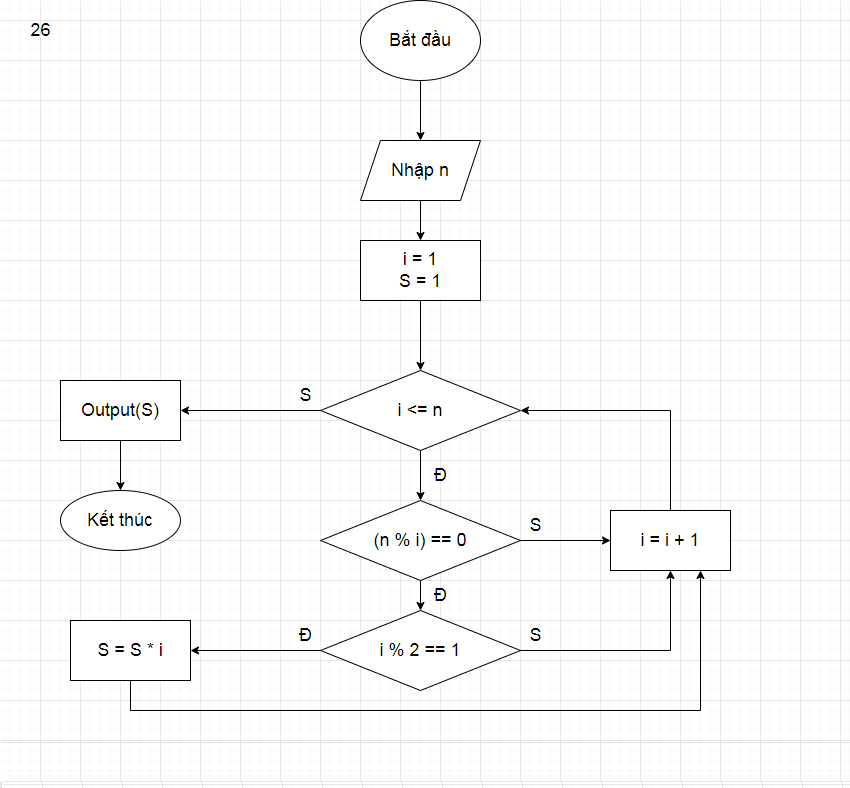 26
Bắt đầu
Nhập n
i = 1
S = 1
i <= n
S
Output(S)
Kết thúc
Đ
(n % i) == 0
S
i = i + 1
Đ
i % 2 == 1
S
Đ
S = S * i